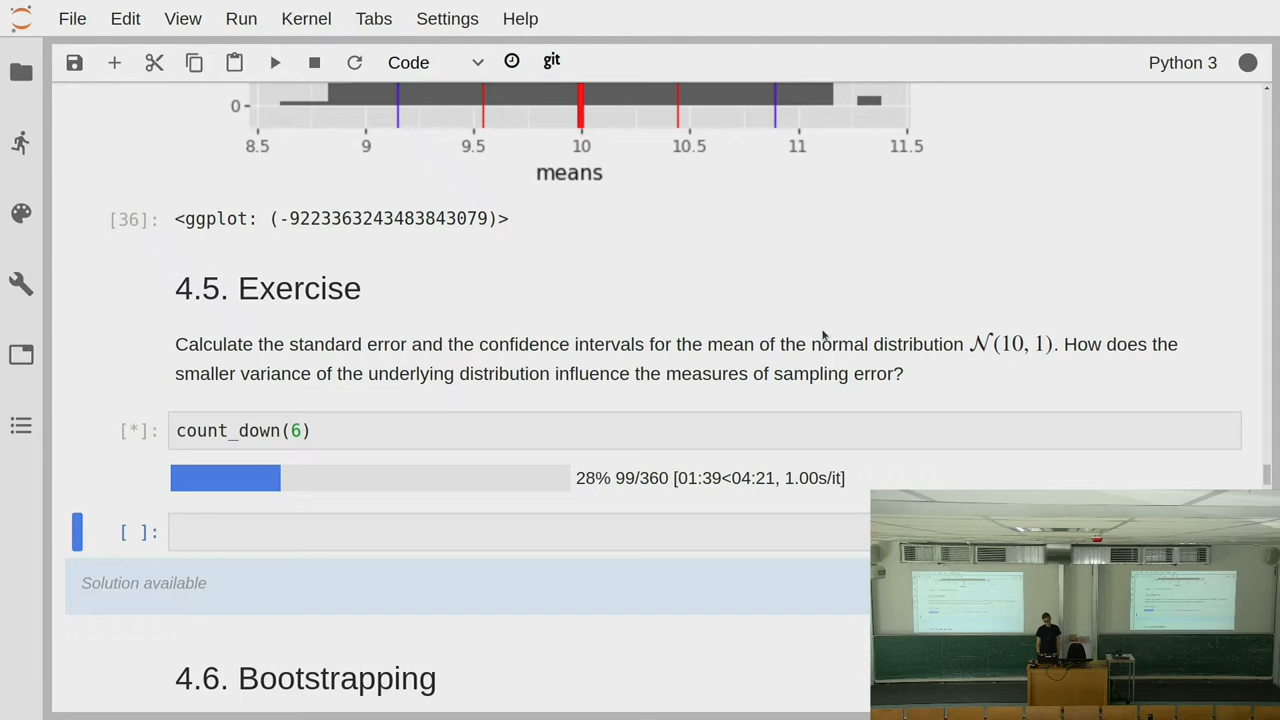 File Edit View Run Kernel Tabs Settings Help
Code git Python 3
0
8.5 9 9.5 10 10.5 11 11.5
means
[36]: <ggplot: (-9223363243483843079)>
4.5. Exercise
Calculate the standard error and the confidence intervals for the mean of the normal distribution 𝒩(10, 1). How does the
smaller variance of the underlying distribution influence the measures of sampling error?
[*]: count_down(6)
28% 99/360 [01:39<04:21, 1.00s/it]
[ ]:
Solution available
4.6. Bootstrapping